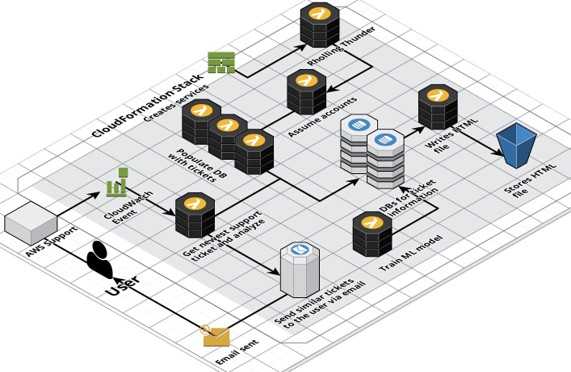 Rholling Thunder
CloudFormation Stack
Creates services
Assume accounts
Writes HTML
file
Populate DB
with tickets
Stores HTML
file
CloudWatch
Event
DBs for ticket
information
AWS Support
Get newest support
ticket and analyze
Train ML model
User
Send similar tickets
to the user via email
Email sent